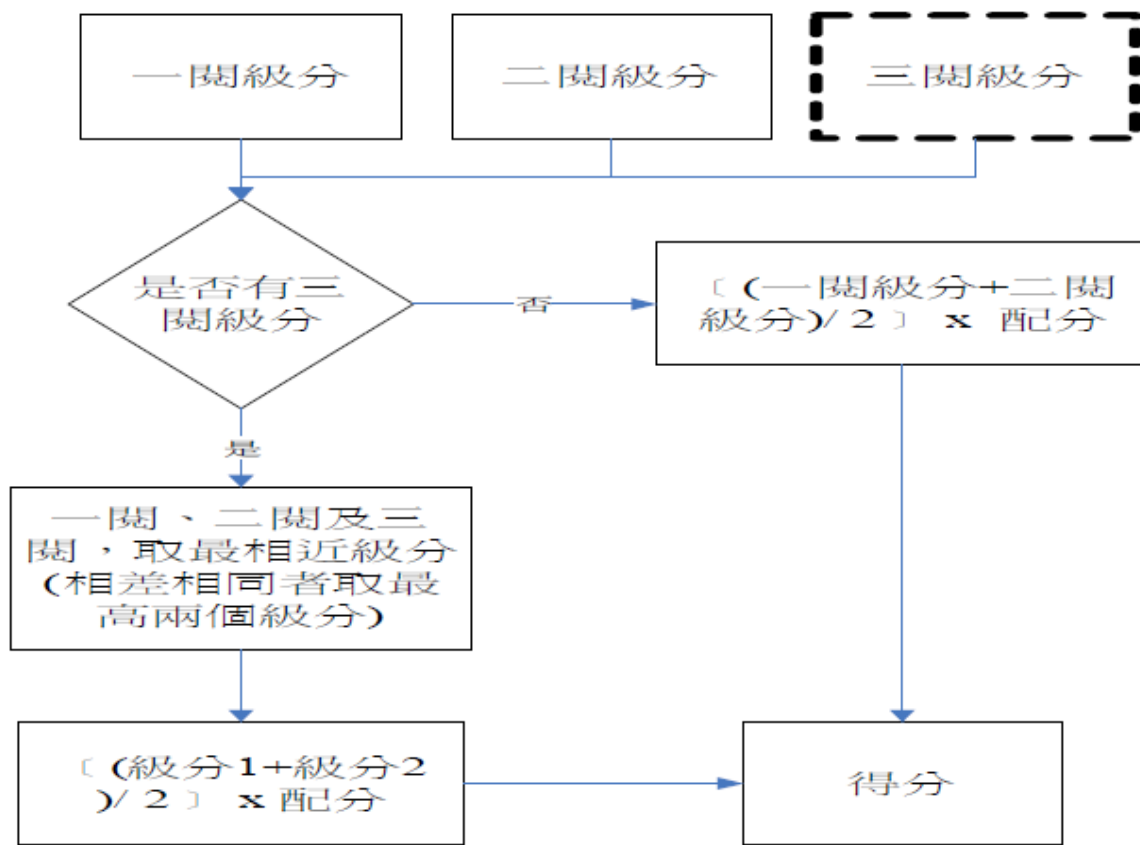 一閱級分
二閱級分
三閱級分
是否有三
閱級分
否
〔(一閱級分+二閱
級分)/2〕 x 配分
是
一閱、二閱及三
閱，取最相近級分
(相差相同者取最
高兩個級分)
〔(級分1+級分2
)/2〕 x 配分
得分